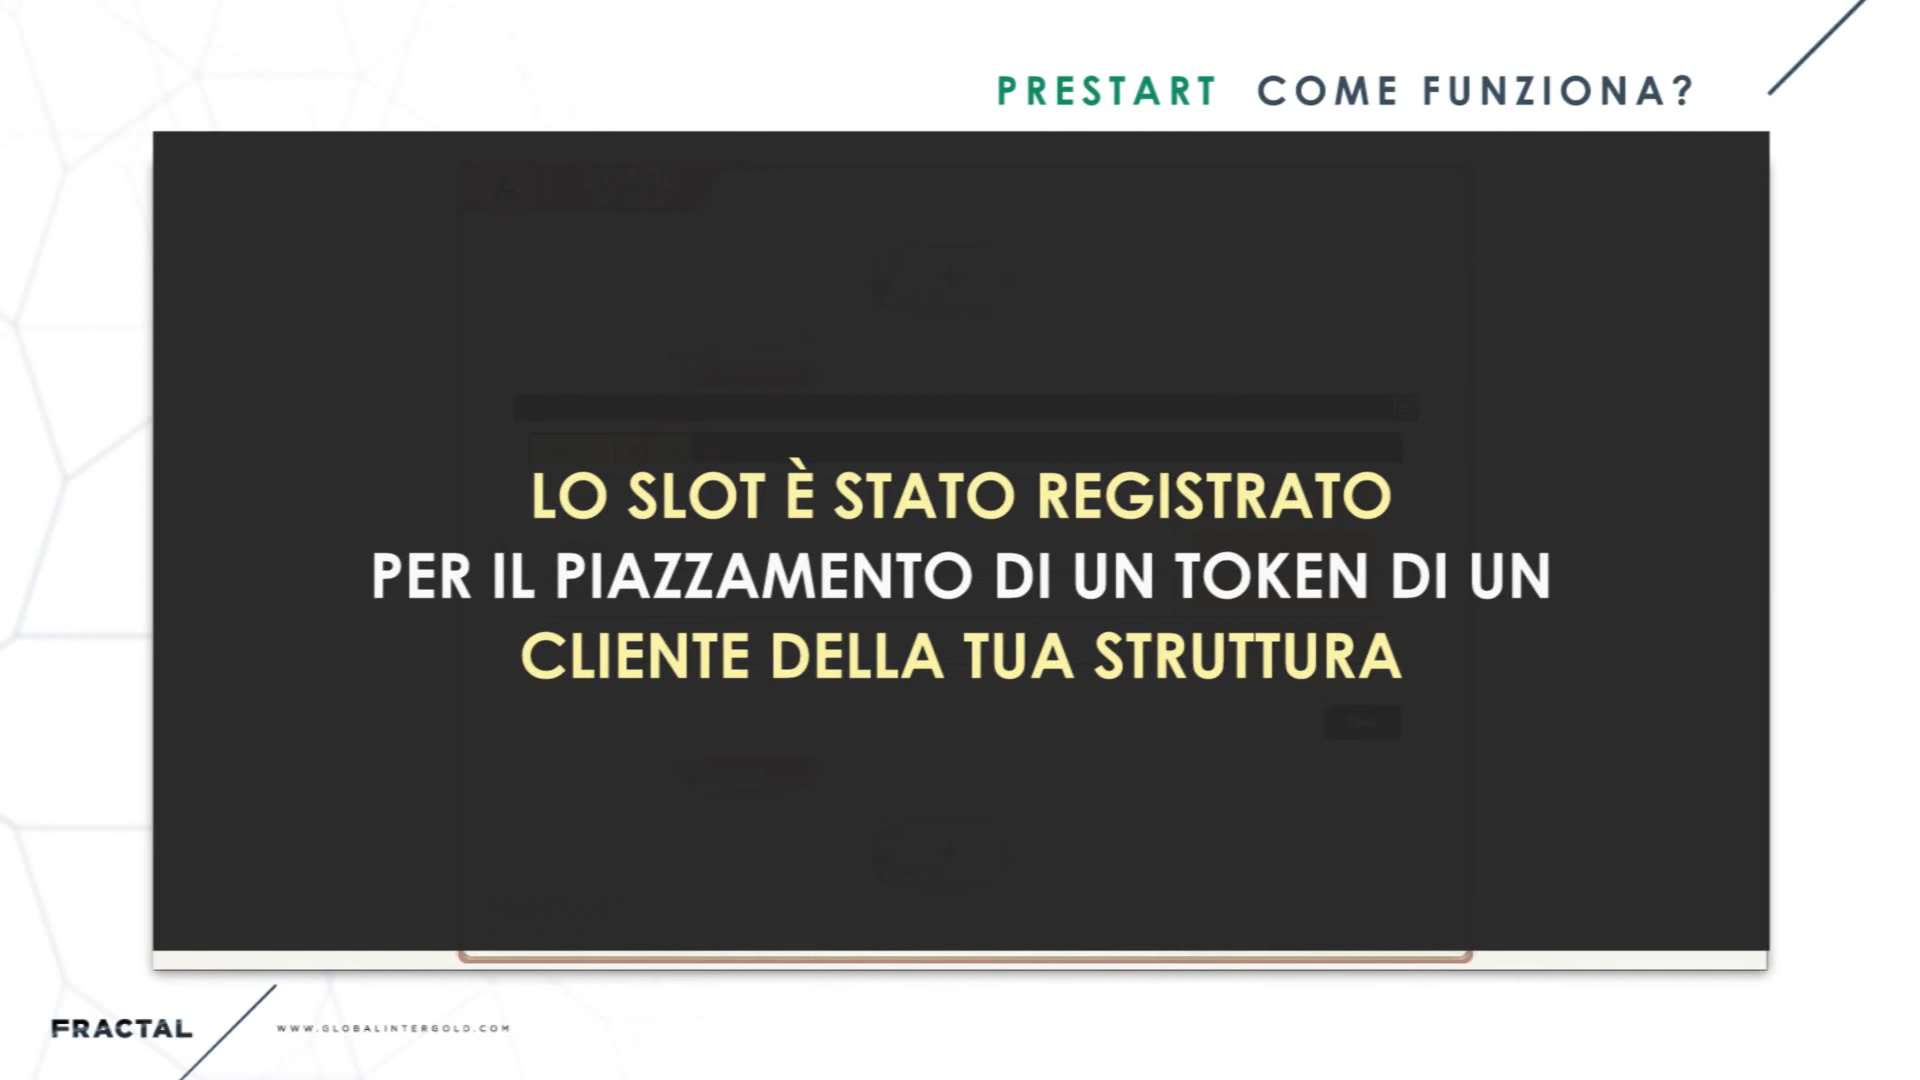 PRESTART COME FUNZIONA?
LO SLOT È STATO REGISTRATO
PER IL PIAZZAMENTO DI UN TOKEN DI UN
CLIENTE DELLA TUA STRUTTURA
FRACTAL
WWW.GLOBALINTERGOLD.COM